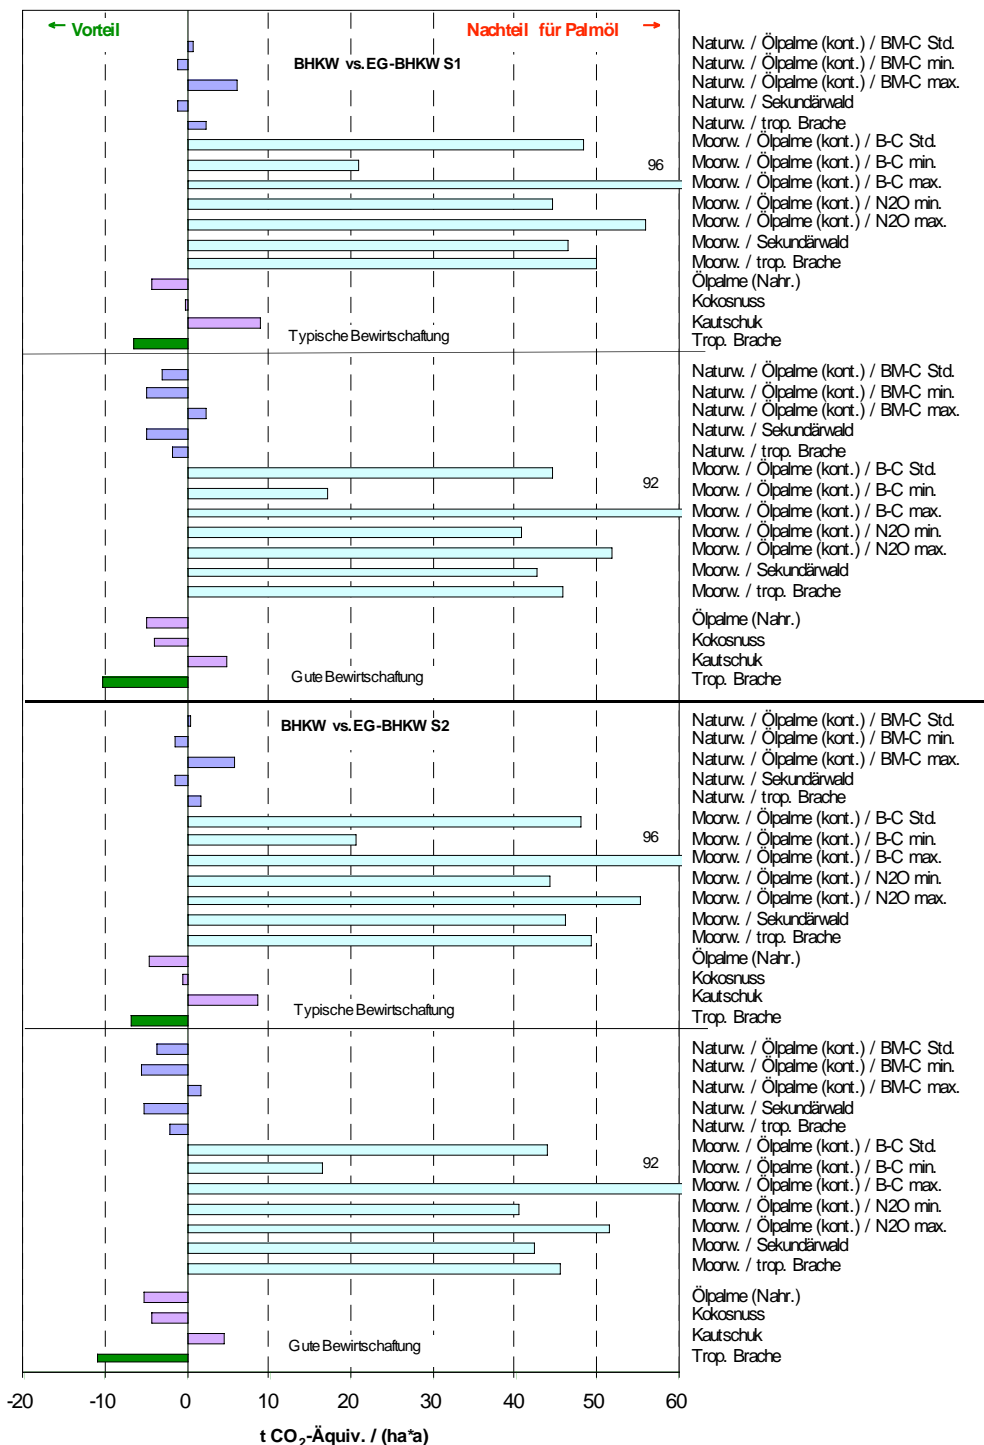 ← Vorteil
Nachteil für Palmöl →
BHKW vs. EG-BHKW S1
Naturw. / Ölpalme (kont.) / BM-C Std.
Naturw. / Ölpalme (kont.) / BM-C min.
Naturw. / Ölpalme (kont.) / BM-C max.
Naturw. / Sekundärwald
Naturw. / trop. Brache
Moorw. / Ölpalme (kont.) / B-C Std.
Moorw. / Ölpalme (kont.) / B-C min.
96
Moorw. / Ölpalme (kont.) / B-C max.
Moorw. / Ölpalme (kont.) / N2O min.
Moorw. / Ölpalme (kont.) / N2O max.
Moorw. / Sekundärwald
Moorw. / trop. Brache
Ölpalme (Nahr.)
Kokosnuss
Kautschuk
Typische Bewirtschaftung
Trop. Brache
Naturw. / Ölpalme (kont.) / BM-C Std.
Naturw. / Ölpalme (kont.) / BM-C min.
Naturw. / Ölpalme (kont.) / BM-C max.
Naturw. / Sekundärwald
Naturw. / trop. Brache
Moorw. / Ölpalme (kont.) / B-C Std.
92
Moorw. / Ölpalme (kont.) / B-C min.
Moorw. / Ölpalme (kont.) / B-C max.
Moorw. / Ölpalme (kont.) / N2O min.
Moorw. / Ölpalme (kont.) / N2O max.
Moorw. / Sekundärwald
Moorw. / trop. Brache
Ölpalme (Nahr.)
Kokosnuss
Kautschuk
Gute Bewirtschaftung
Trop. Brache
BHKW vs. EG-BHKW S2
Naturw. / Ölpalme (kont.) / BM-C Std.
Naturw. / Ölpalme (kont.) / BM-C min.
Naturw. / Ölpalme (kont.) / BM-C max.
Naturw. / Sekundärwald
Naturw. / trop. Brache
Moorw. / Ölpalme (kont.) / B-C Std.
96
Moorw. / Ölpalme (kont.) / B-C min.
Moorw. / Ölpalme (kont.) / B-C max.
Moorw. / Ölpalme (kont.) / N2O min.
Moorw. / Ölpalme (kont.) / N2O max.
Moorw. / Sekundärwald
Moorw. / trop. Brache
Ölpalme (Nahr.)
Kokosnuss
Kautschuk
Typische Bewirtschaftung
Trop. Brache
Naturw. / Ölpalme (kont.) / BM-C Std.
Naturw. / Ölpalme (kont.) / BM-C min.
Naturw. / Ölpalme (kont.) / BM-C max.
Naturw. / Sekundärwald
Naturw. / trop. Brache
Moorw. / Ölpalme (kont.) / B-C Std.
92
Moorw. / Ölpalme (kont.) / B-C min.
Moorw. / Ölpalme (kont.) / B-C max.
Moorw. / Ölpalme (kont.) / N2O min.
Moorw. / Ölpalme (kont.) / N2O max.
Moorw. / Sekundärwald
Moorw. / trop. Brache
Ölpalme (Nahr.)
Kokosnuss
Kautschuk
Gute Bewirtschaftung
Trop. Brache
-20 -10 0 10 20 30 40 50 60
t CO₂-Äquiv. / (ha*a)